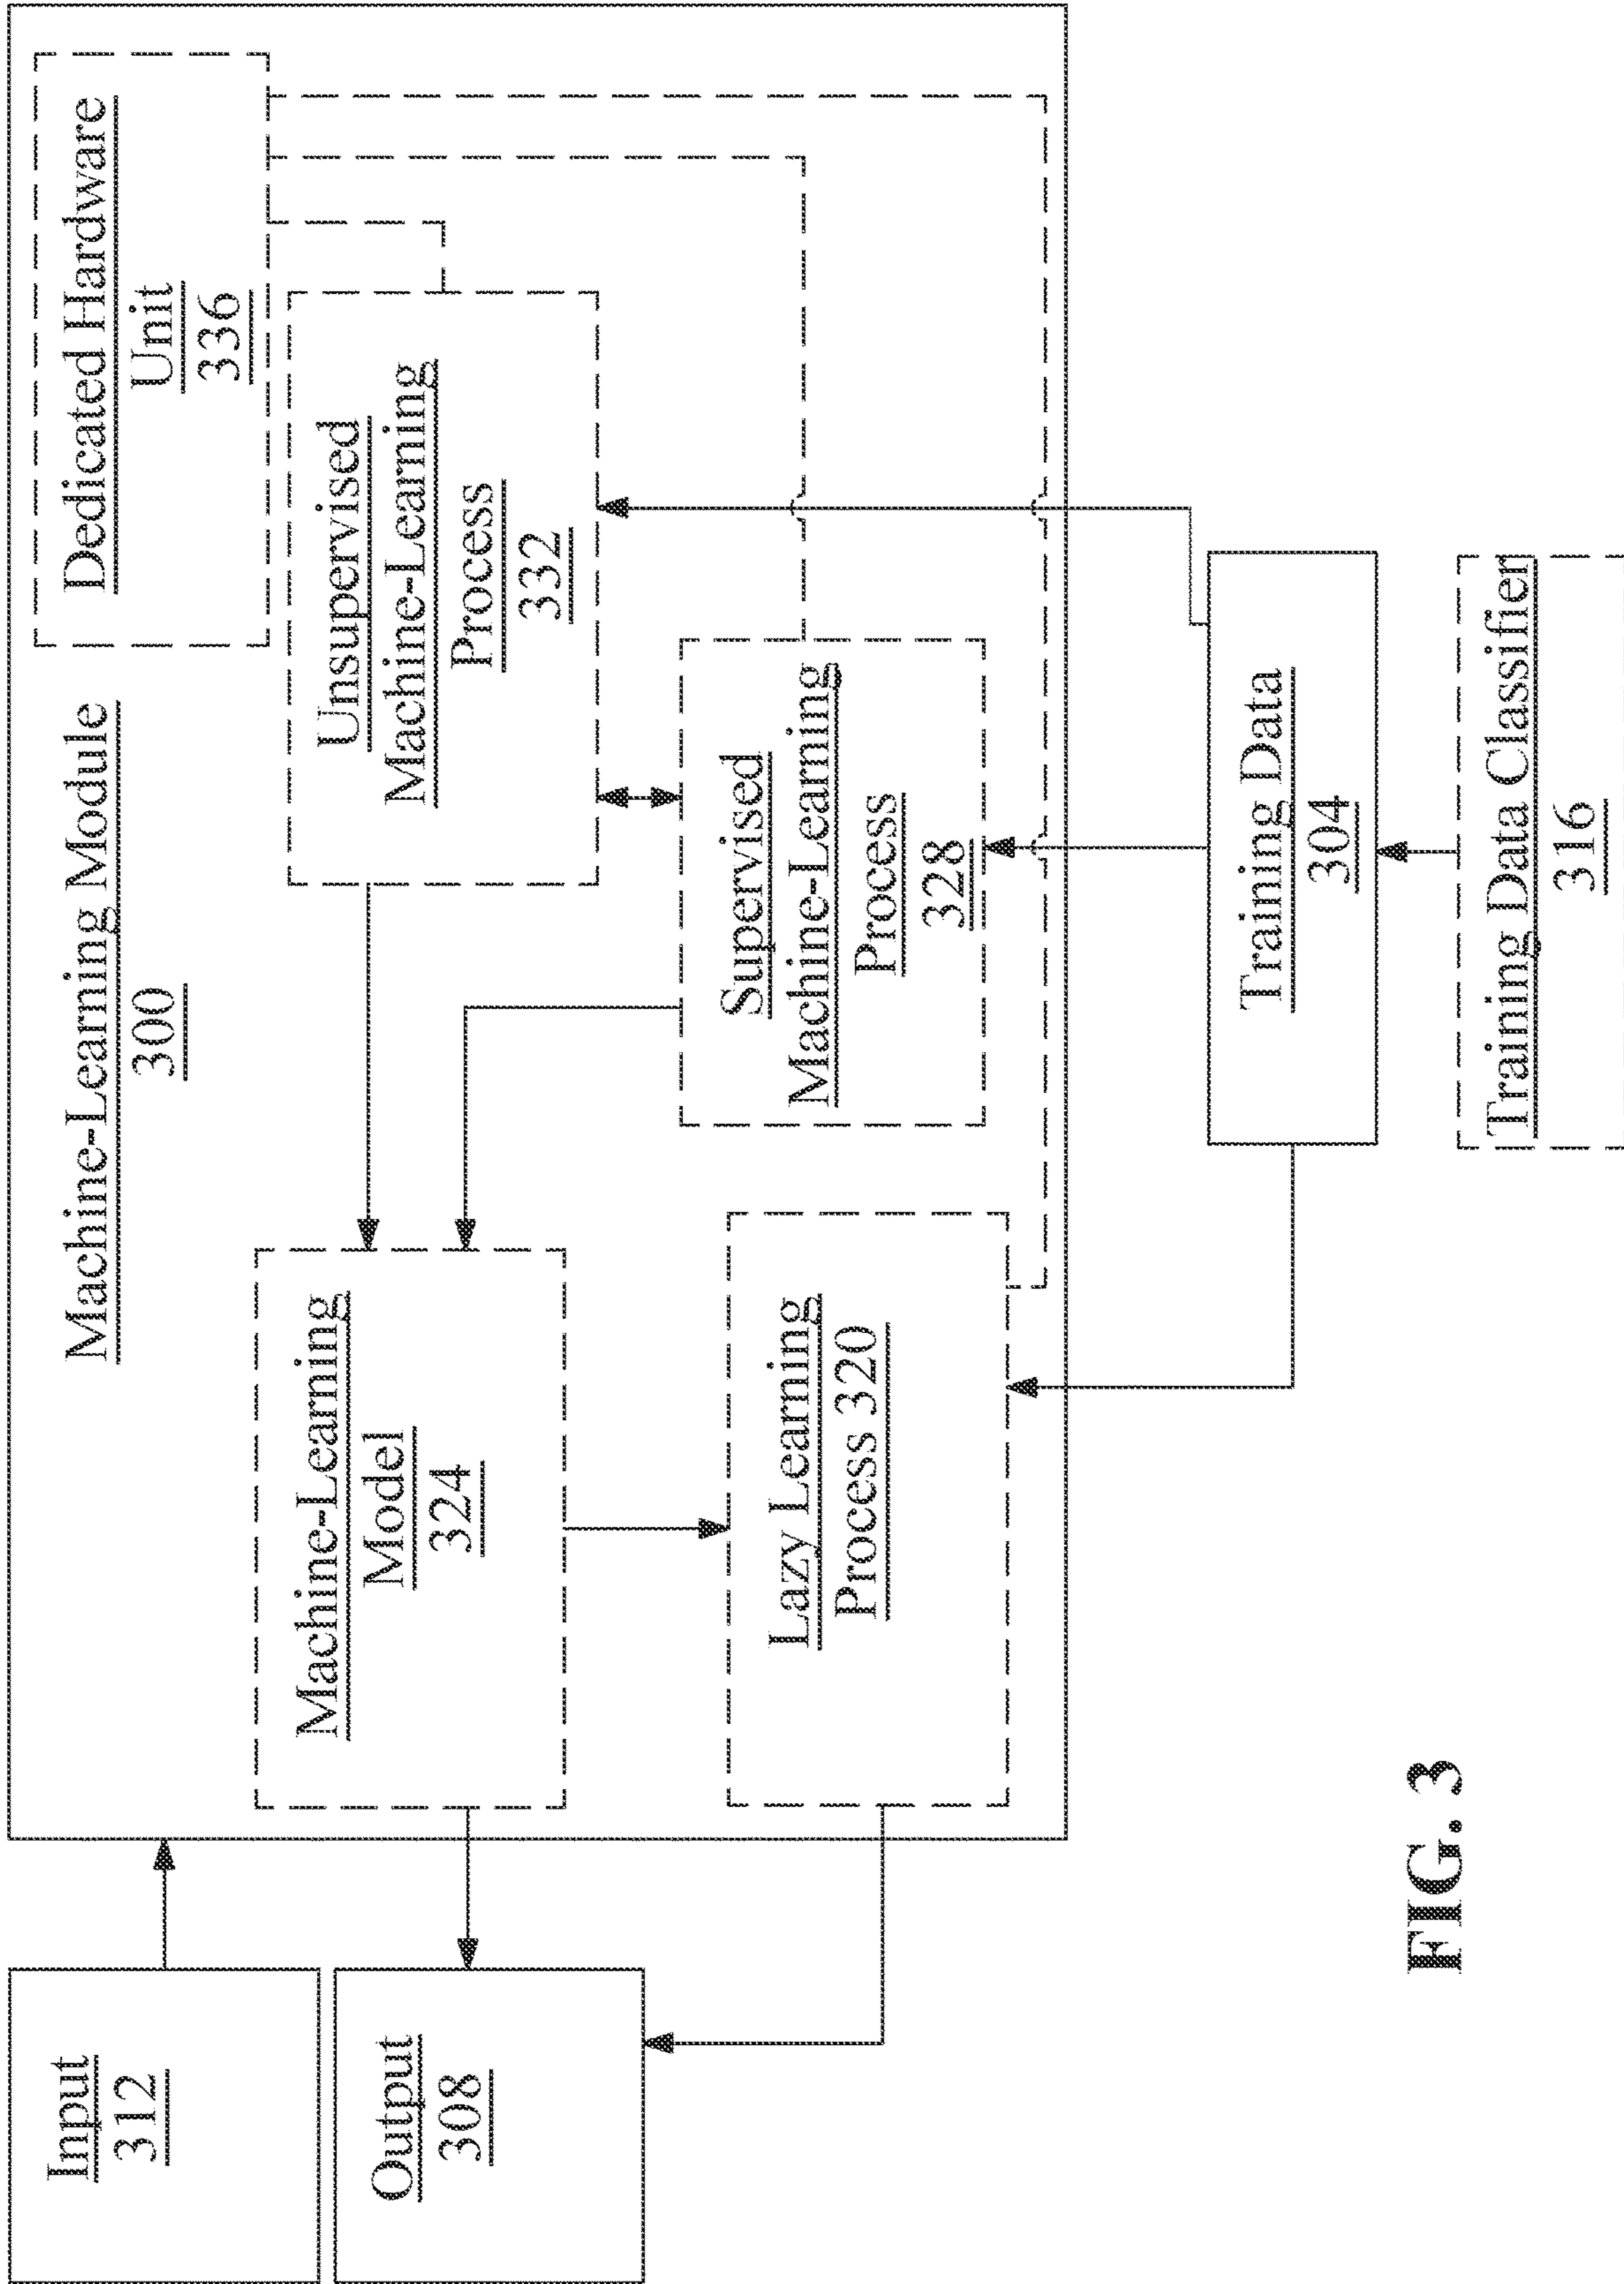 Input
312
Output
308
Machine-Learning Module
300
Dedicated Hardware
Unit
336
Machine-Learning
Model
324
Unsupervised
Machine-Learning
Process
332
Lazy Learning
Process 320
Supervised
Machine-Learning
Process
328
Training Data
304
Training Data Classifier
316
FIG. 3